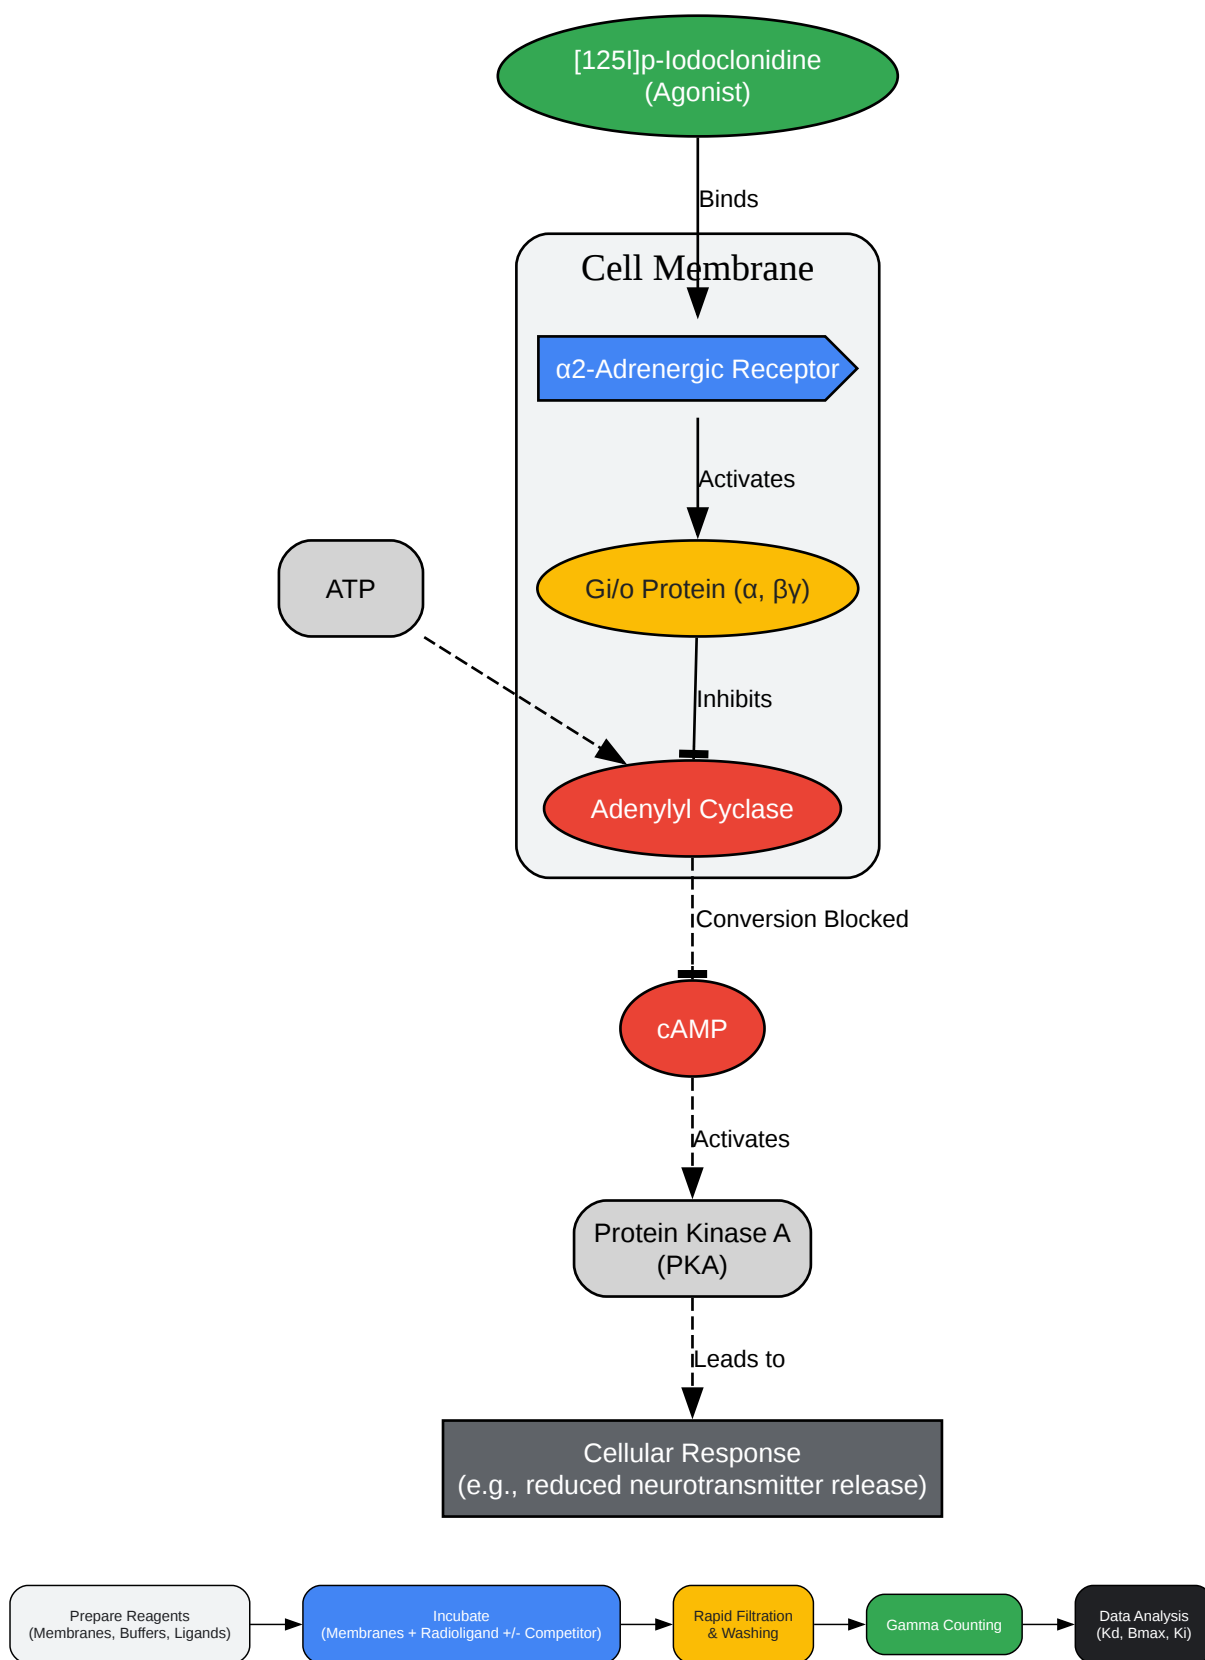 [125I]p-Iodoclonidine
(Agonist)
Binds
Cell Membrane
α2-Adrenergic Receptor
Activates
ATP
Gi/o Protein (α, βγ)
Inhibits
Adenylyl Cyclase
Conversion Blocked
cAMP
Activates
Protein Kinase A
(PKA)
Leads to
Cellular Response
(e.g., reduced neurotransmitter release)
Prepare Reagents
(Membranes, Buffers, Ligands)
Incubate
(Membranes + Radioligand +/- Competitor)
Rapid Filtration
& Washing
Gamma Counting
Data Analysis
(Kd, Bmax, Ki)